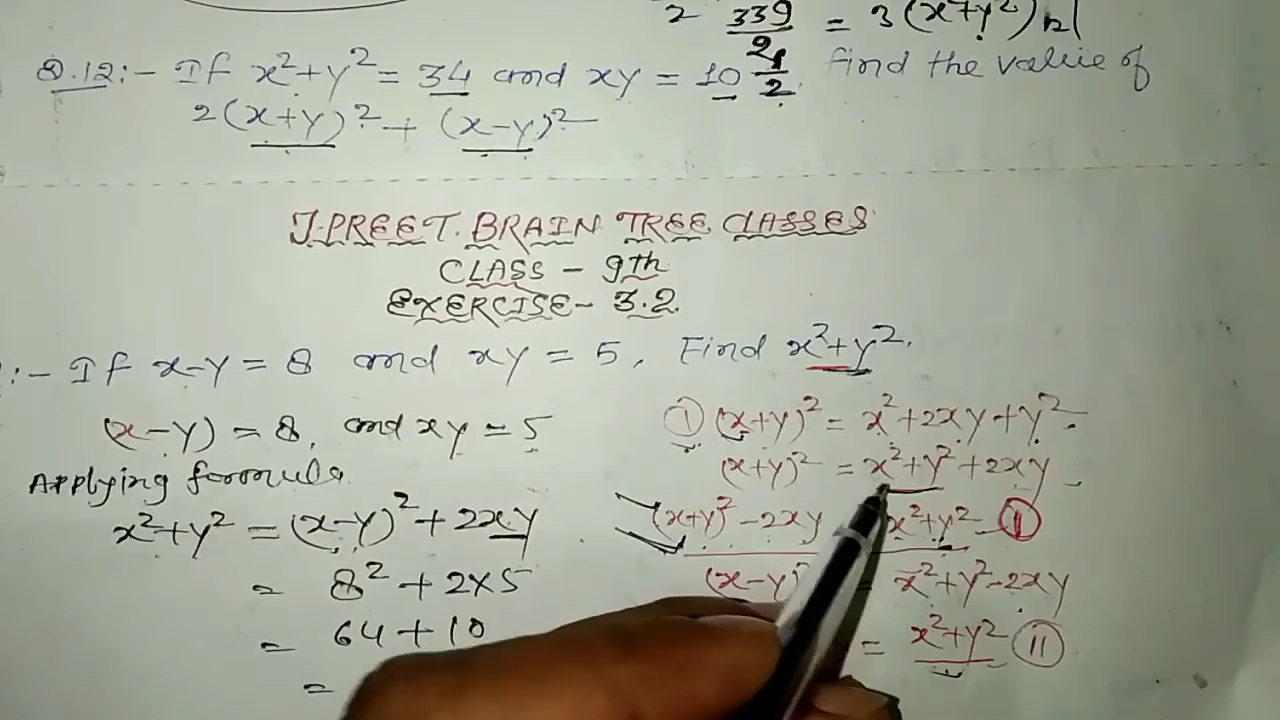 2 339/2 = 3(x²+y²)
Q.12:- If x²+y² = 34 and xy = 10 21/2, find the value of
2(x+y)² + (x-y)²
J.PREET. BRAIN TREE CLASSES
CLASS - 9th
EXERCISE- 3.2
:- If x-y = 8 and xy = 5, Find x²+y².
(x-y) = 8, and xy = 5
Applying formula
x²+y² = (x-y)²+2xy
= 8² + 2×5
= 64+10
=
① (x+y)² = x²+2xy+y²
(x+y)² = x²+y²+2xy
(x+y)²-2xy x²+y² - Ⅱ
(x-y)² = x²+y²-2xy
= x²+y² Ⅱ